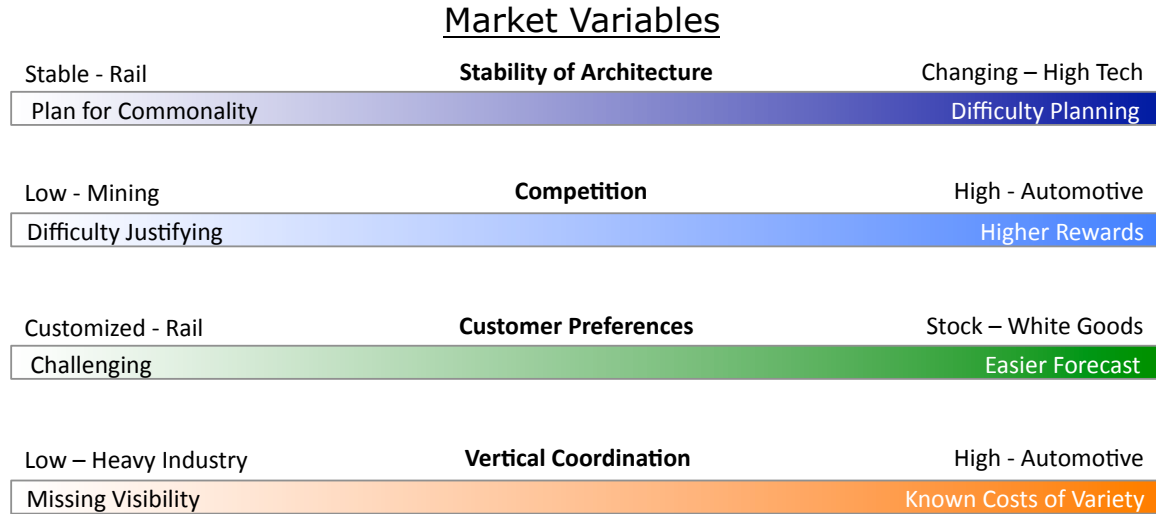 Market Variables
Stable - Rail Stability of Architecture Changing – High Tech
Plan for Commonality Difficulty Planning
Low - Mining Competition High - Automotive
Difficulty Justifying Higher Rewards
Customized - Rail Customer Preferences Stock – White Goods
Challenging Easier Forecast
Low – Heavy Industry Vertical Coordination High - Automotive
Missing Visibility Known Costs of Variety